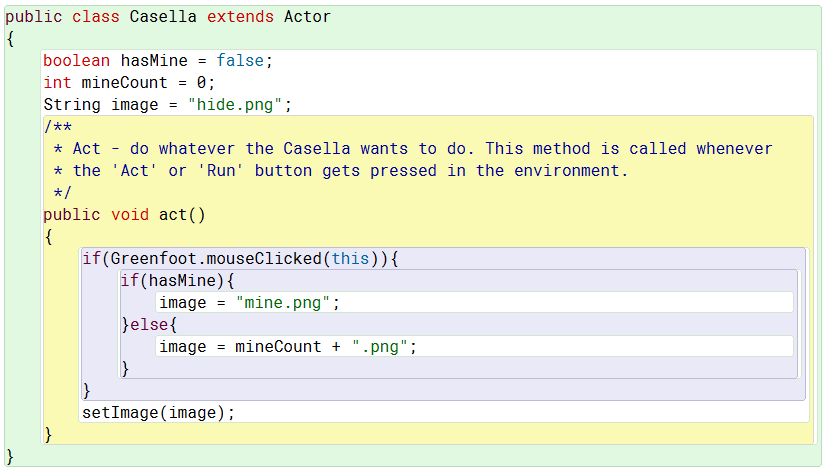 public class Casella extends Actor
{
boolean hasMine = false;
int mineCount = 0;
String image = "hide.png";
/**
* Act - do whatever the Casella wants to do. This method is called whenever
* the 'Act' or 'Run' button gets pressed in the environment.
*/
public void act()
{
if(Greenfoot.mouseClicked(this)){
if(hasMine){
image = "mine.png";
}else{
image = mineCount + ".png";
}
}
setImage(image);
}
}